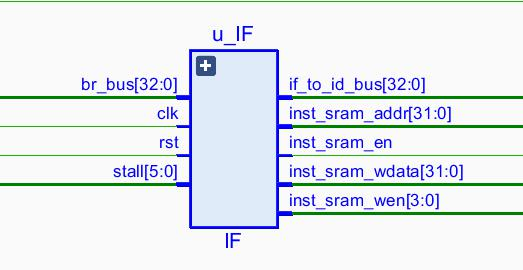 u_IF
br_bus[32:0]
if_to_id_bus[32:0]
clk
inst_sram_addr[31:0]
rst
inst_sram_en
stall[5:0]
inst_sram_wdata[31:0]
inst_sram_wen[3:0]
IF